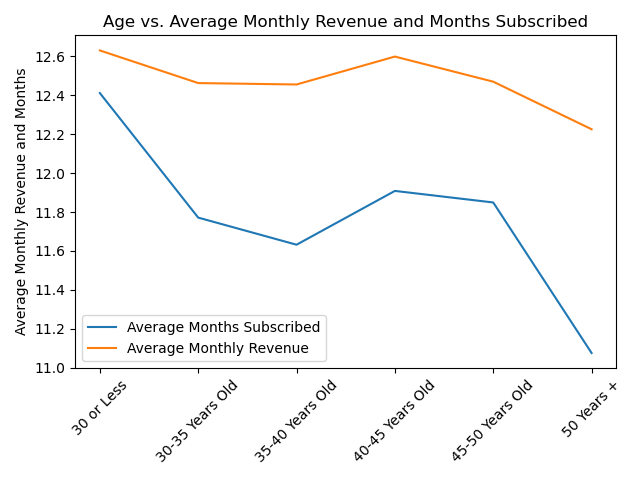 Age vs. Average Monthly Revenue and Months Subscribed
Average Monthly Revenue and Months
12.6
12.4
12.2
12.0
11.8
11.6
11.4
11.2
11.0
Average Months Subscribed
Average Monthly Revenue
30 or Less
30-35 Years Old
35-40 Years Old
40-45 Years Old
45-50 Years Old
50 Years +